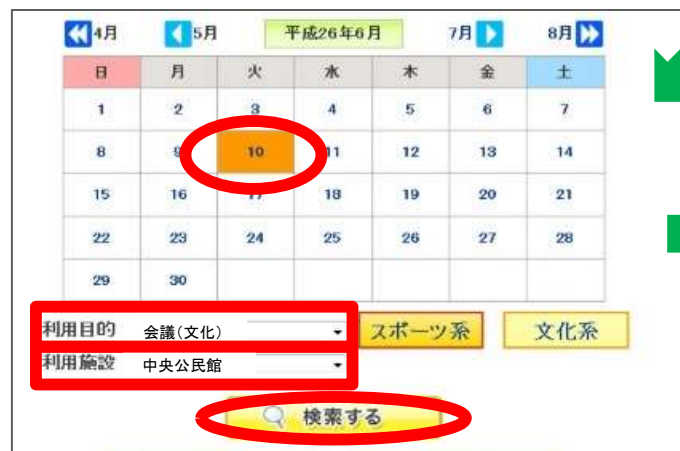 4月 5月 平成26年6月 7月 8月
日 月 火 水 木 金 土
1 2 3 4 5 6 7
8 9 10 11 12 13 14
15 16 17 18 19 20 21
22 23 24 25 26 27 28
29 30
利用目的 会議(文化) スポーツ系 文化系
利用施設 中央公民館
検索する